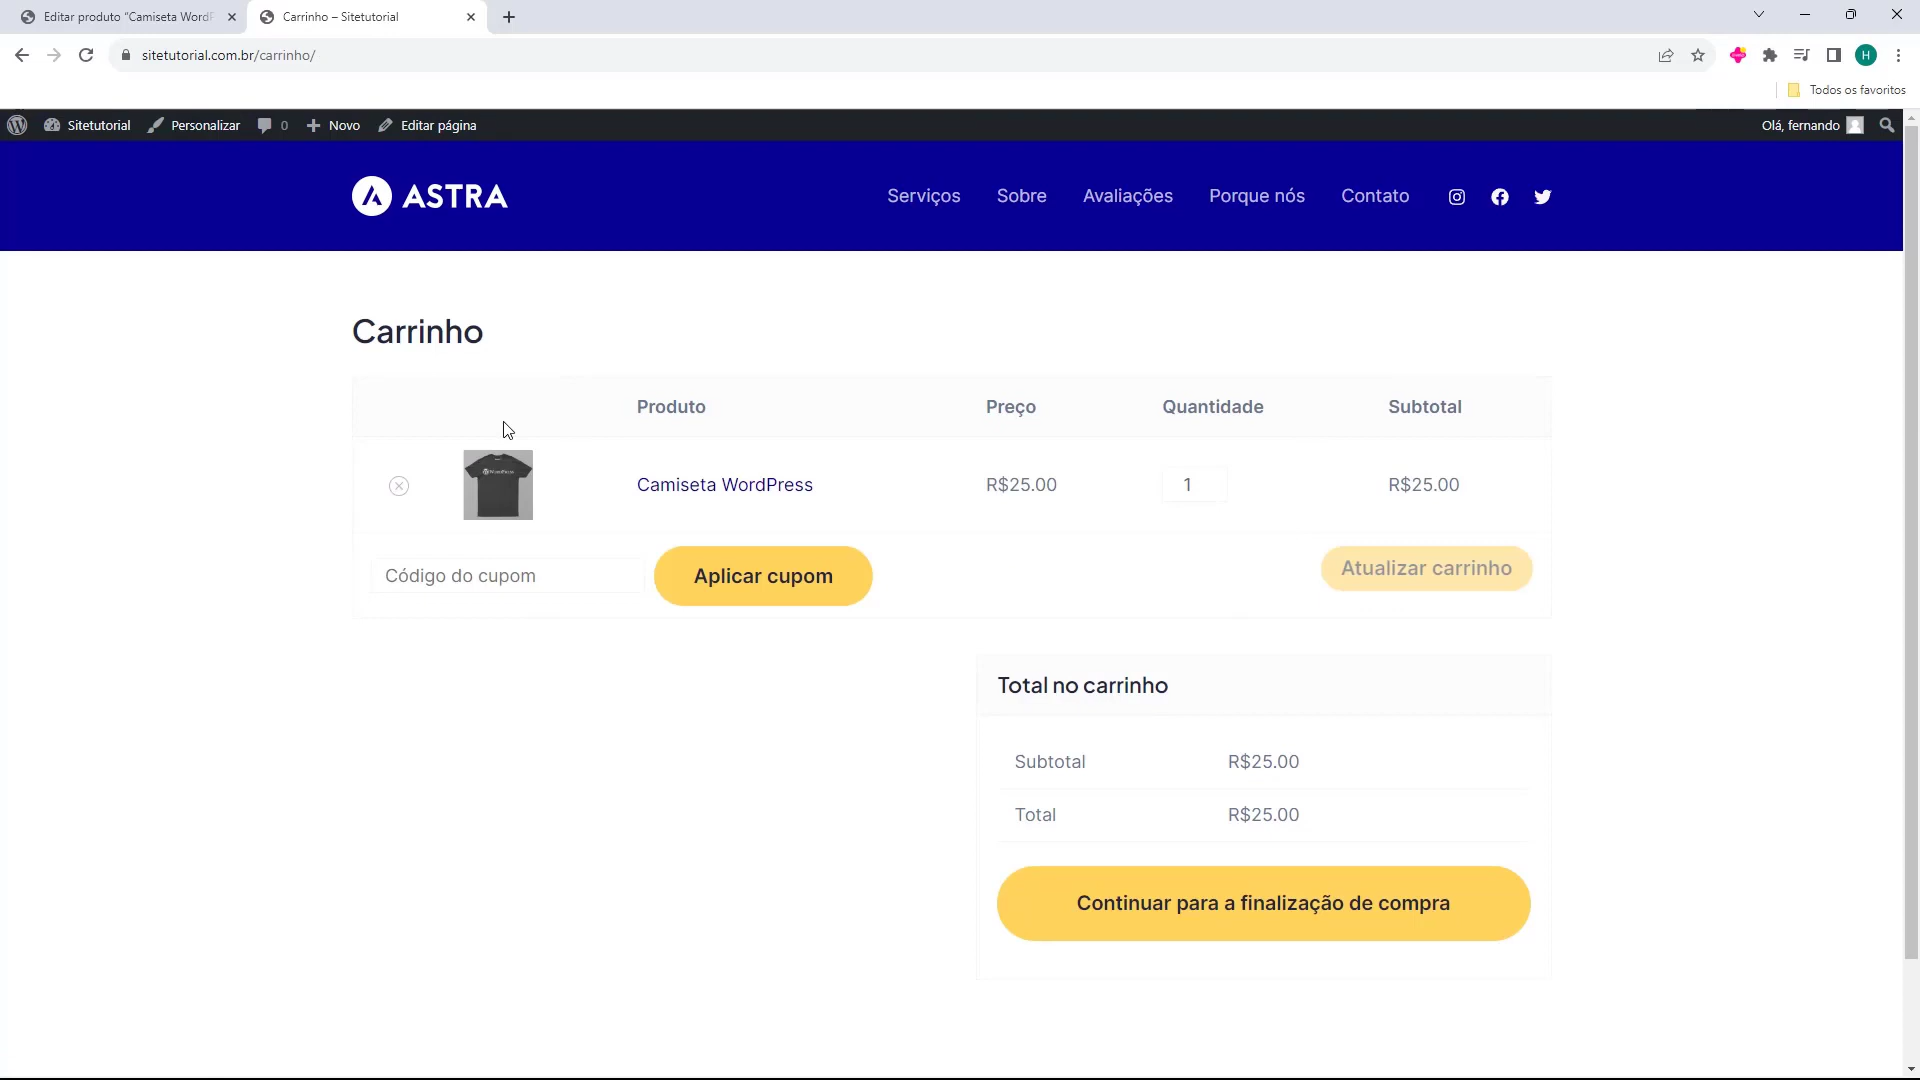 Editar produto "Camiseta WordP
Carrinho – Sitetutorial
sitetutorial.com.br/carrinho/
H
Todos os favoritos
Sitetutorial
Personalizar
0
Novo
Editar página
Olá, fernando
ASTRA
Serviços
Sobre
Avaliações
Porque nós
Contato
Carrinho
Produto
Preço
Quantidade
Subtotal
WordPress
Camiseta WordPress
R$25.00
1
R$25.00
Código do cupom
Aplicar cupom
Atualizar carrinho
Total no carrinho
Subtotal
R$25.00
Total
R$25.00
Continuar para a finalização de compra